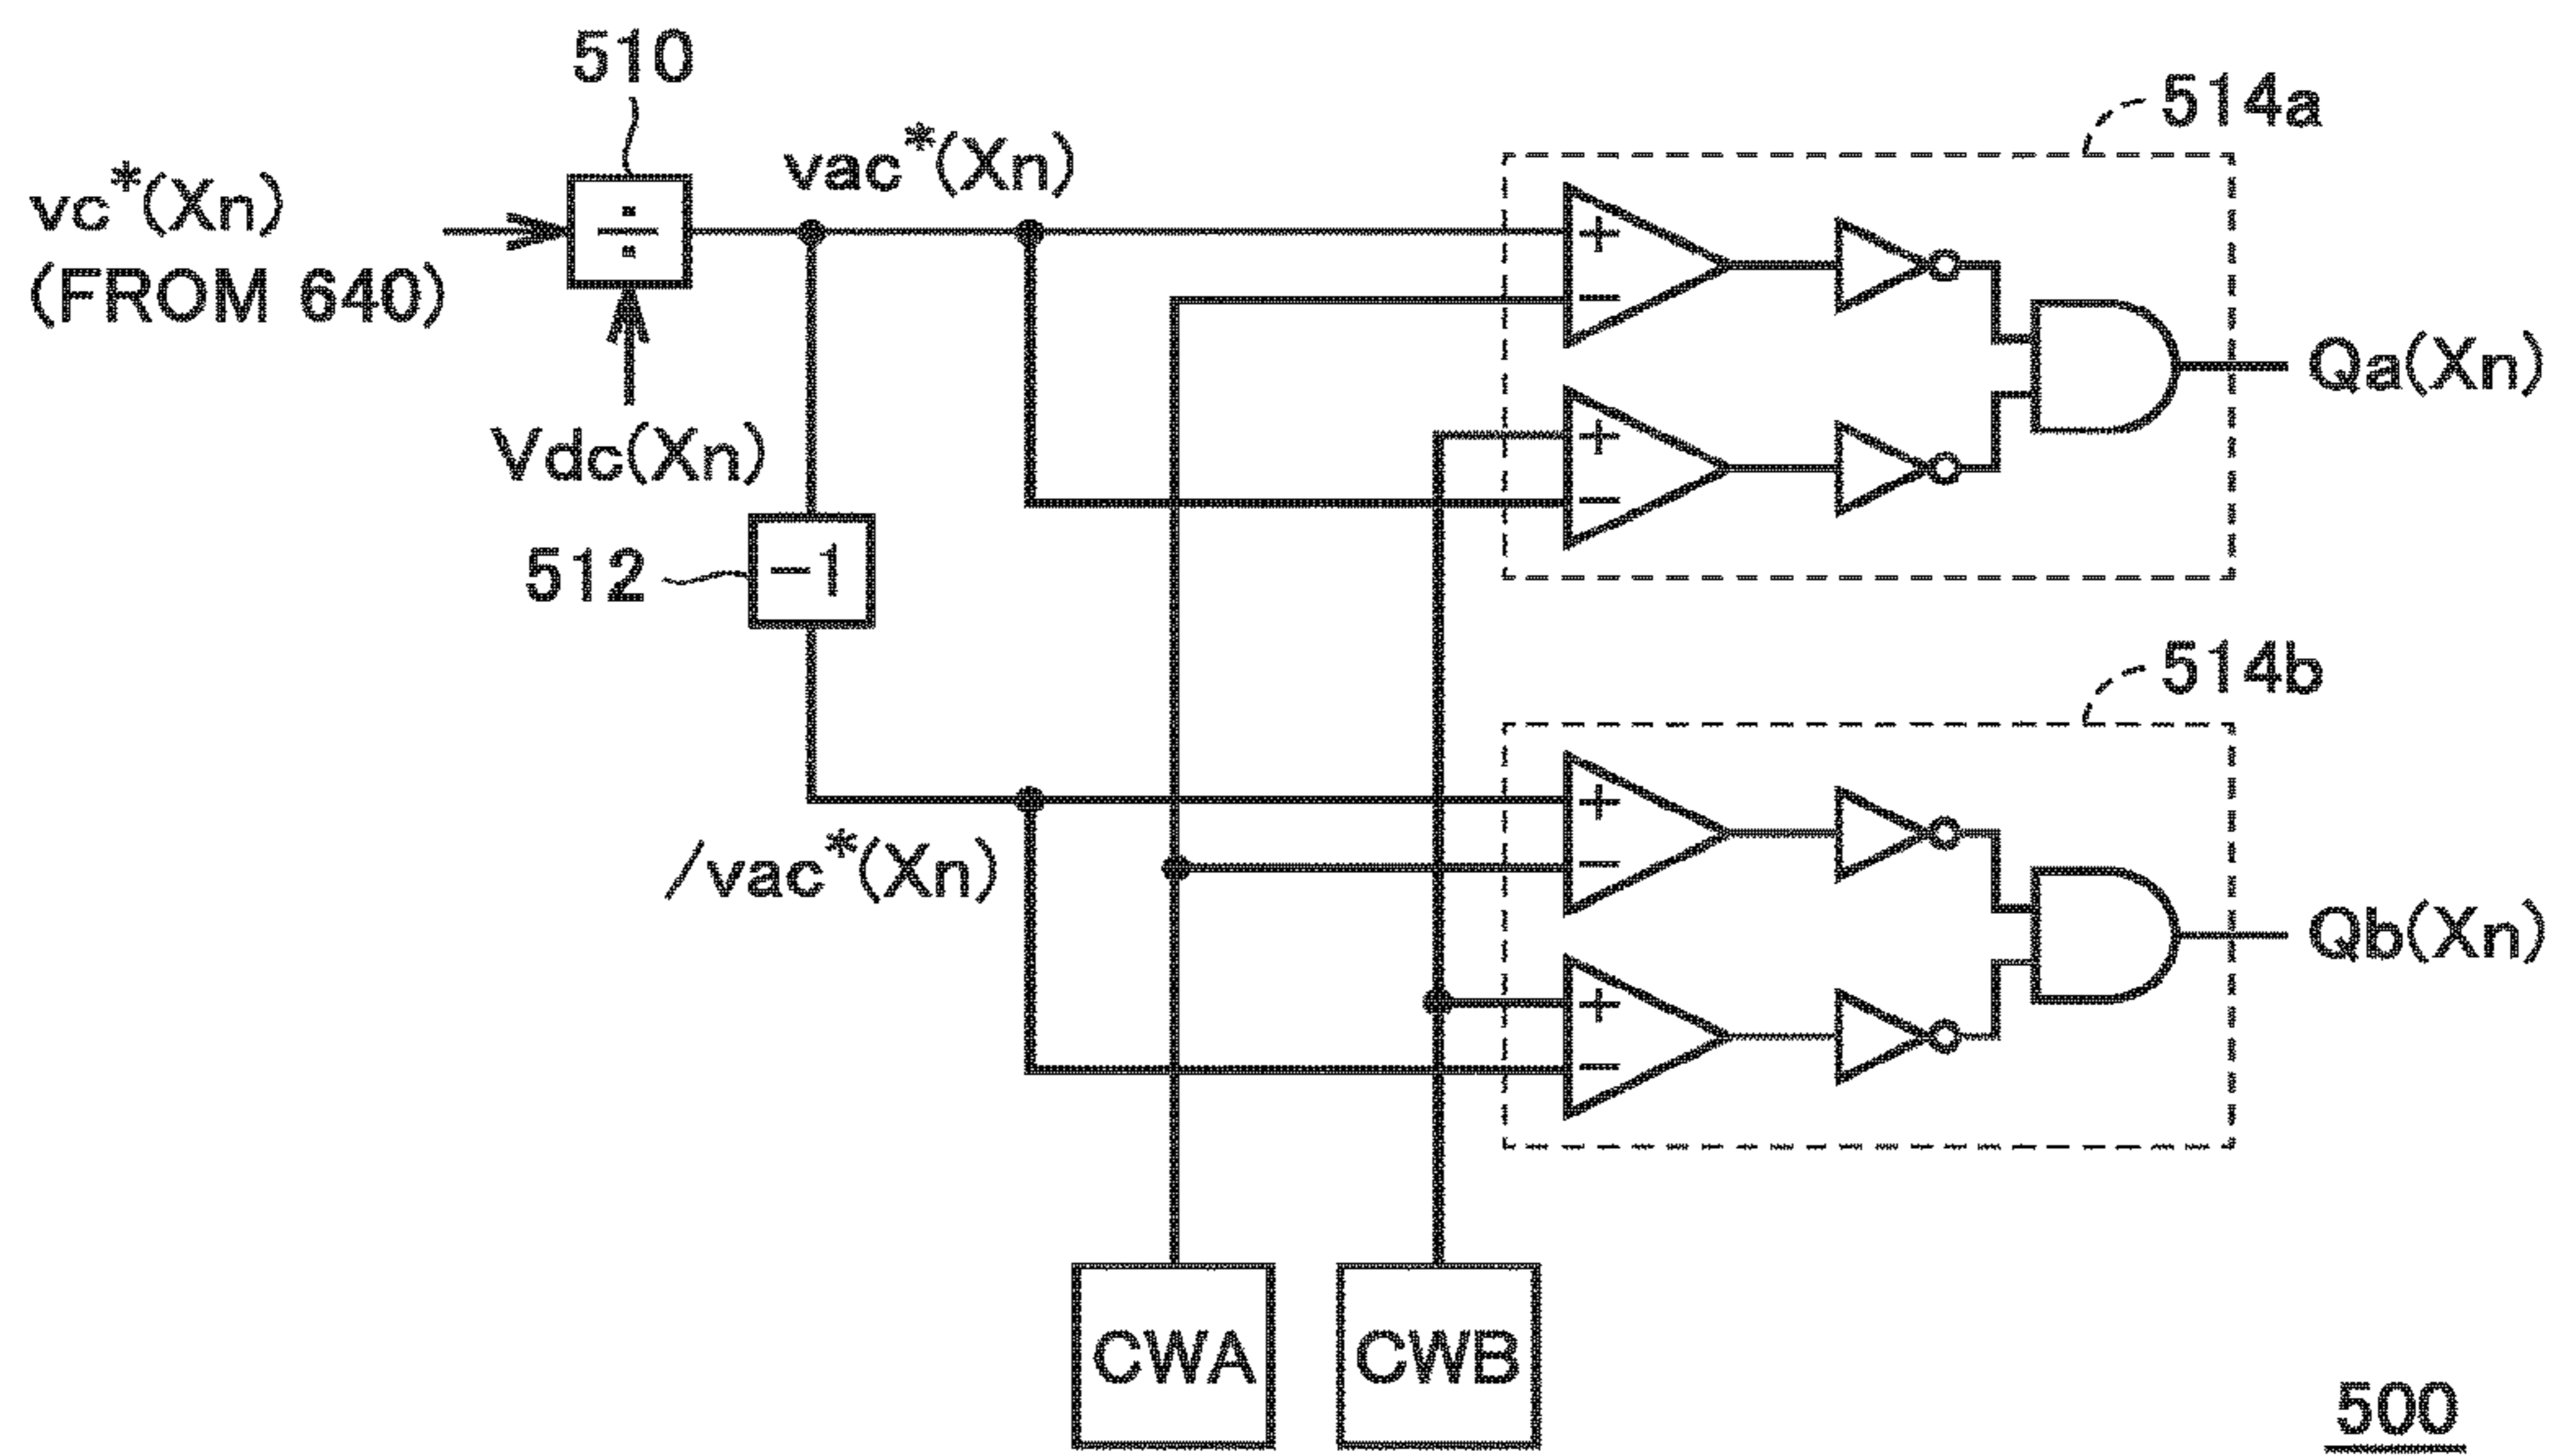 510
514a
vc*(Xn)
(FROM 640)
÷
vac*(Xn)
Vdc(Xn)
+
−
+
−
Qa(Xn)
512
−1
514b
/vac*(Xn)
+
−
+
−
Qb(Xn)
CWA
CWB
500